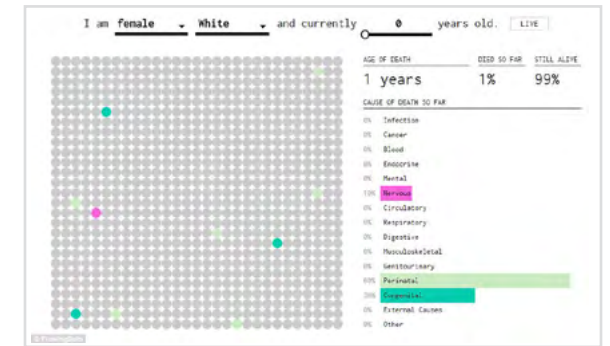 I am female White and currently 0 years old. LIVE
AGE OF DEATH DIED SO FAR STILL ALIVE
1 years 1% 99%
CAUSE OF DEATH SO FAR
0% Infection
0% Cancer
0% Blood
0% Endocrine
0% Mental
10% Nervous
0% Circulatory
0% Respiratory
0% Digestive
0% Musculoskeletal
0% Genitourinary
60% Perinatal
30% Congenital
0% External Causes
0% Other
© FlowingData